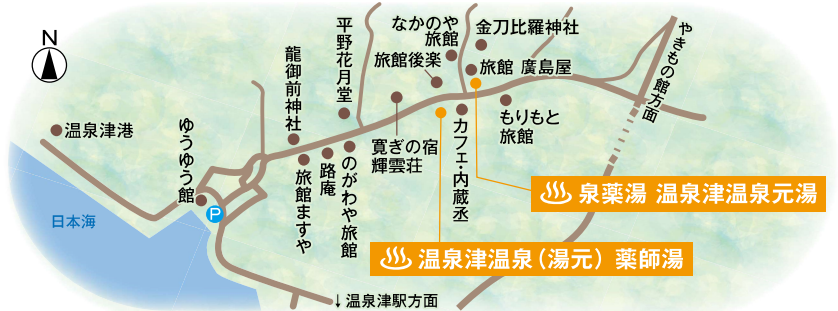 N
温泉津港
日本海
ゆうゆう館
P
龍御前神社
旅館ますや
路庵
のがわや旅館
平野花月堂
寛ぎの宿
輝雲荘
旅館後楽
なかのや
旅館
金刀比羅神社
旅館 廣島屋
カフェ・内蔵丞
もりもと
旅館
やきもの館方面
泉薬湯 温泉津温泉元湯
温泉津温泉（湯元）薬師湯
↓温泉津駅方面